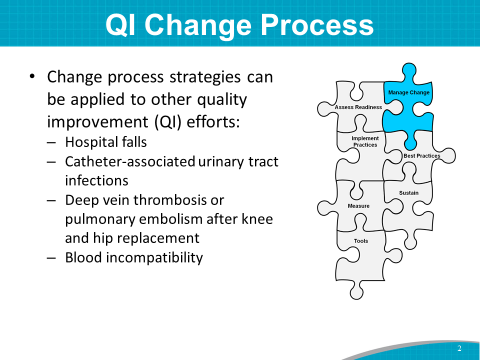 QI Change Process
• Change process strategies can
be applied to other quality
improvement (QI) efforts:
– Hospital falls
– Catheter-associated urinary tract
infections
– Deep vein thrombosis or
pulmonary embolism after knee
and hip replacement
– Blood incompatibility
Manage Change
Assess Readiness
Implement
Practices
Best Practices
Sustain
Measure
Tools
2